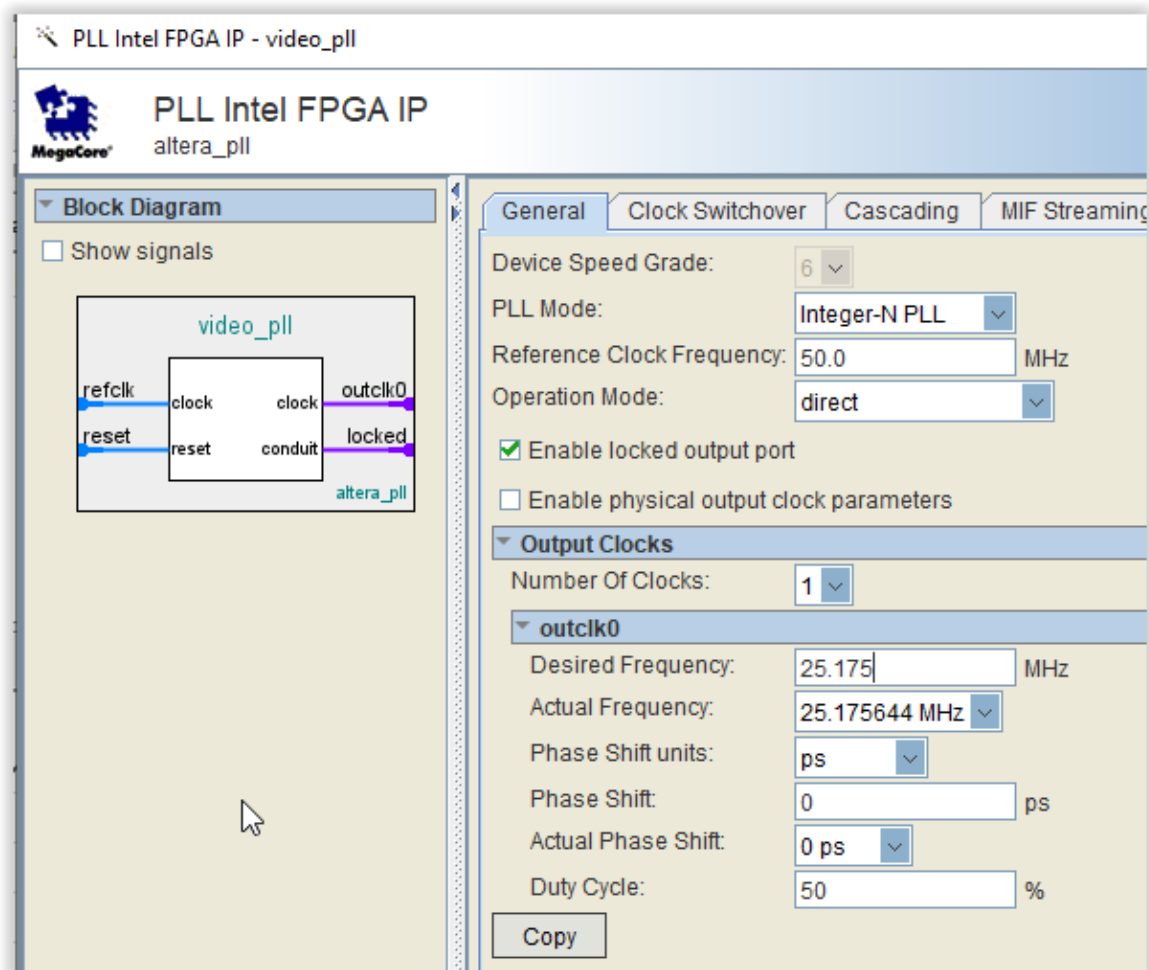 PLL Intel FPGA IP - video_pll
PLL Intel FPGA IP
altera_pll
MegaCore®
Block Diagram
Show signals
video_pll
refclk
clock
clock
outclk0
reset
reset
conduit
locked
altera_pll
General
Clock Switchover
Cascading
MIF Streaming
Device Speed Grade:
6
PLL Mode:
Integer-N PLL
Reference Clock Frequency:
50.0
MHz
Operation Mode:
direct
Enable locked output port
Enable physical output clock parameters
Output Clocks
Number Of Clocks:
1
outclk0
Desired Frequency:
25.175
MHz
Actual Frequency:
25.175644 MHz
Phase Shift units:
ps
Phase Shift:
0
ps
Actual Phase Shift:
0 ps
Duty Cycle:
50
%
Copy